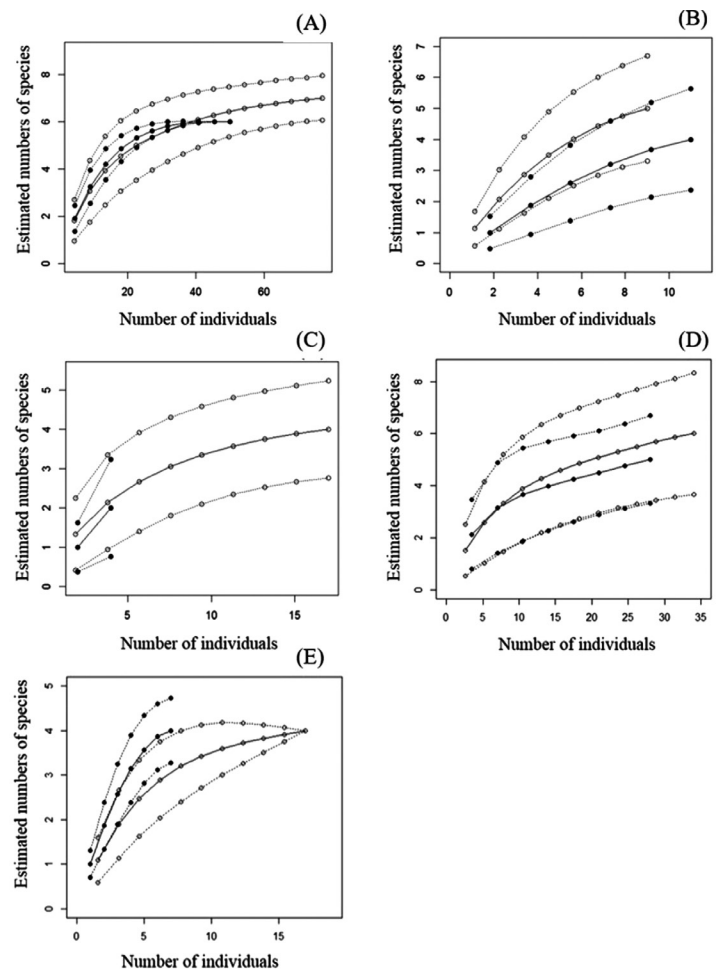 (A)
Estimated numbers of species
8
6
4
2
0
20 40 60
Number of individuals
(B)
Estimated numbers of species
7
6
5
4
3
2
1
0
0 2 4 6 8 10
Number of individuals
(C)
Estimated numbers of species
5
4
3
2
1
0
5 10 15
Number of individuals
(D)
Estimated numbers of species
8
6
4
2
0
0 5 10 15 20 25 30 35
Number of individuals
(E)
Estimated numbers of species
5
4
3
2
1
0
0 5 10 15
Number of individuals